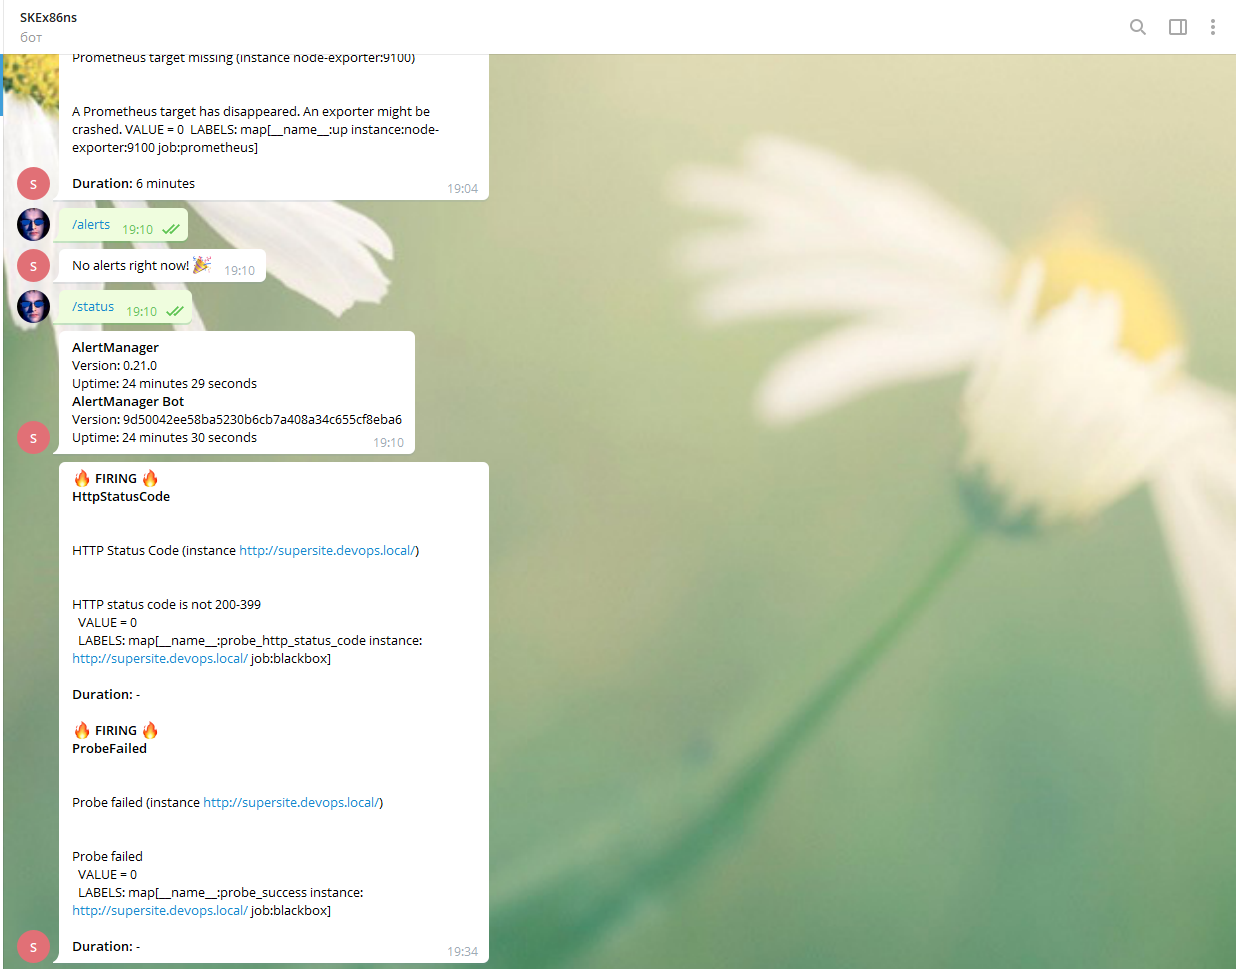 SKEx86ns
бот
Prometheus target missing (instance node-exporter:9100)
A Prometheus target has disappeared. An exporter might be
crashed. VALUE = 0 LABELS: map[__name__:up instance:node-
exporter:9100 job:prometheus]
Duration: 6 minutes
19:04
S
/alerts 19:10
S
No alerts right now! 🎉 19:10
/status 19:10
AlertManager
Version: 0.21.0
Uptime: 24 minutes 29 seconds
AlertManager Bot
Version: 9d50042ee58ba5230b6cb7a408a34c655cf8eba6
Uptime: 24 minutes 30 seconds
19:10
S
🔥 FIRING 🔥
HttpStatusCode
HTTP Status Code (instance http://supersite.devops.local/)
HTTP status code is not 200-399
VALUE = 0
LABELS: map[__name__:probe_http_status_code instance:
http://supersite.devops.local/ job:blackbox]
Duration: -
🔥 FIRING 🔥
ProbeFailed
Probe failed (instance http://supersite.devops.local/)
Probe failed
VALUE = 0
LABELS: map[__name__:probe_success instance:
http://supersite.devops.local/ job:blackbox]
Duration: -
19:34
S